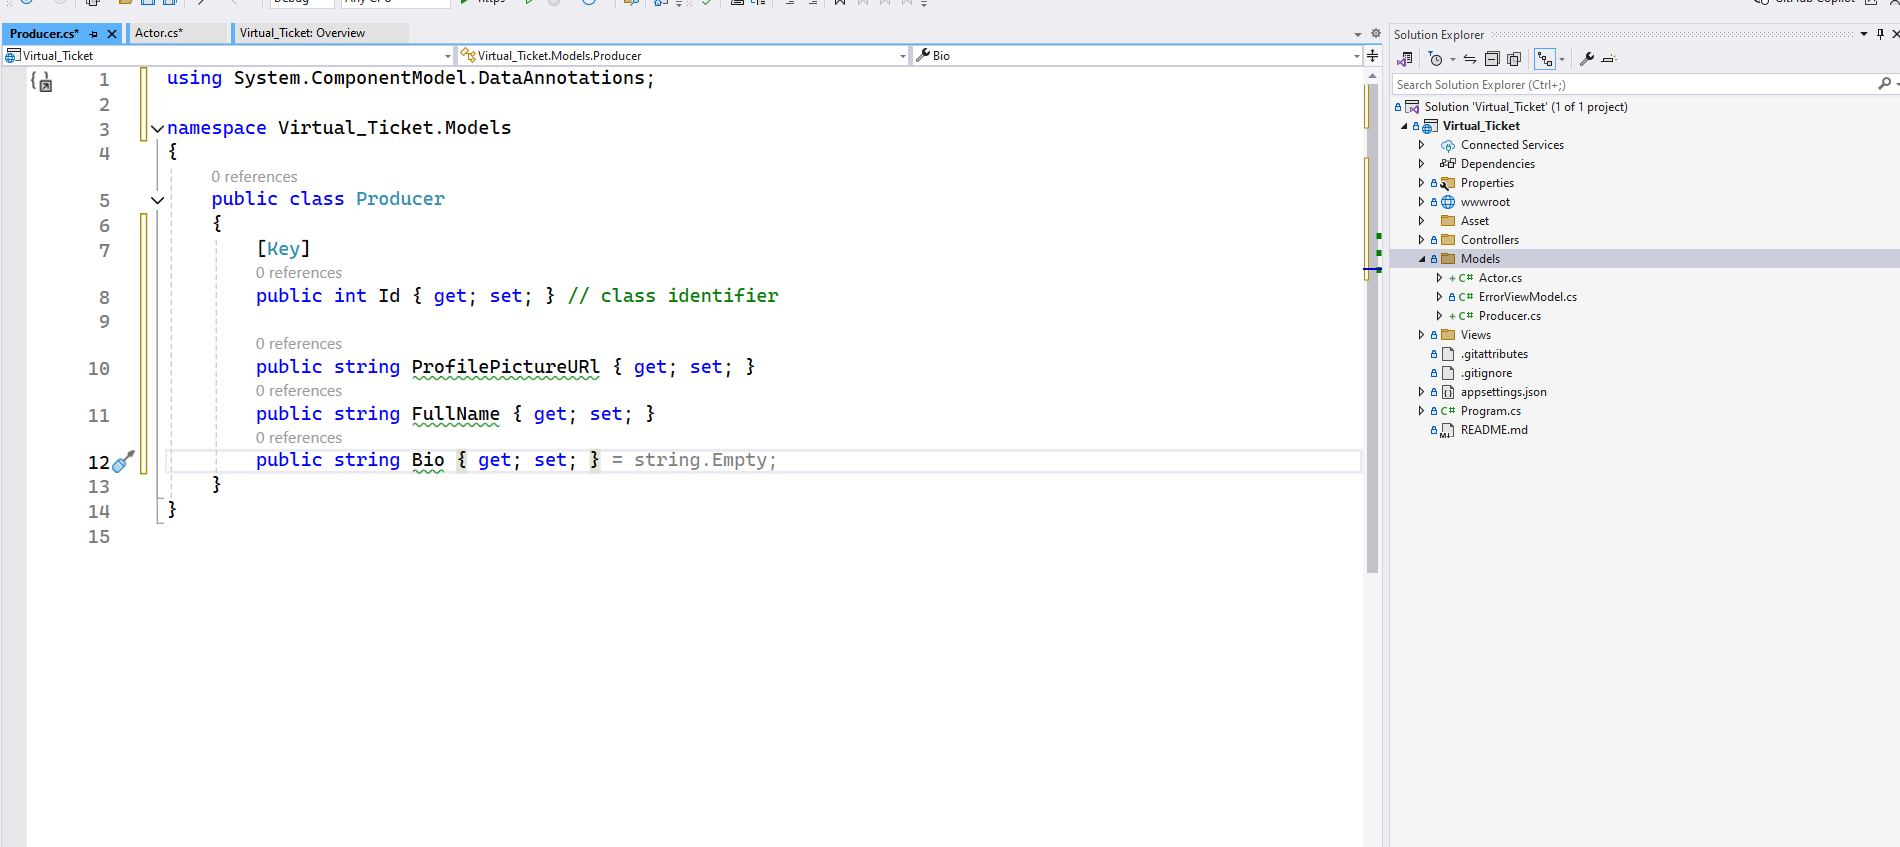 Producer.cs*
Actor.cs*
Virtual_Ticket: Overview
Virtual_Ticket
Virtual_Ticket.Models.Producer
Bio
1 using System.ComponentModel.DataAnnotations;
2
3 namespace Virtual_Ticket.Models
4 {
0 references
5 public class Producer
6 {
7 [Key]
0 references
8 public int Id { get; set; } // class identifier
9
0 references
10 public string ProfilePictureURl { get; set; }
0 references
11 public string FullName { get; set; }
0 references
12 public string Bio { get; set; } = string.Empty;
13 }
14 }
15
Solution Explorer
Search Solution Explorer (Ctrl+;)
Solution 'Virtual_Ticket' (1 of 1 project)
Virtual_Ticket
Connected Services
Dependencies
Properties
wwwroot
Asset
Controllers
Models
C# Actor.cs
C# ErrorViewModel.cs
C# Producer.cs
Views
.gitattributes
.gitignore
appsettings.json
C# Program.cs
README.md